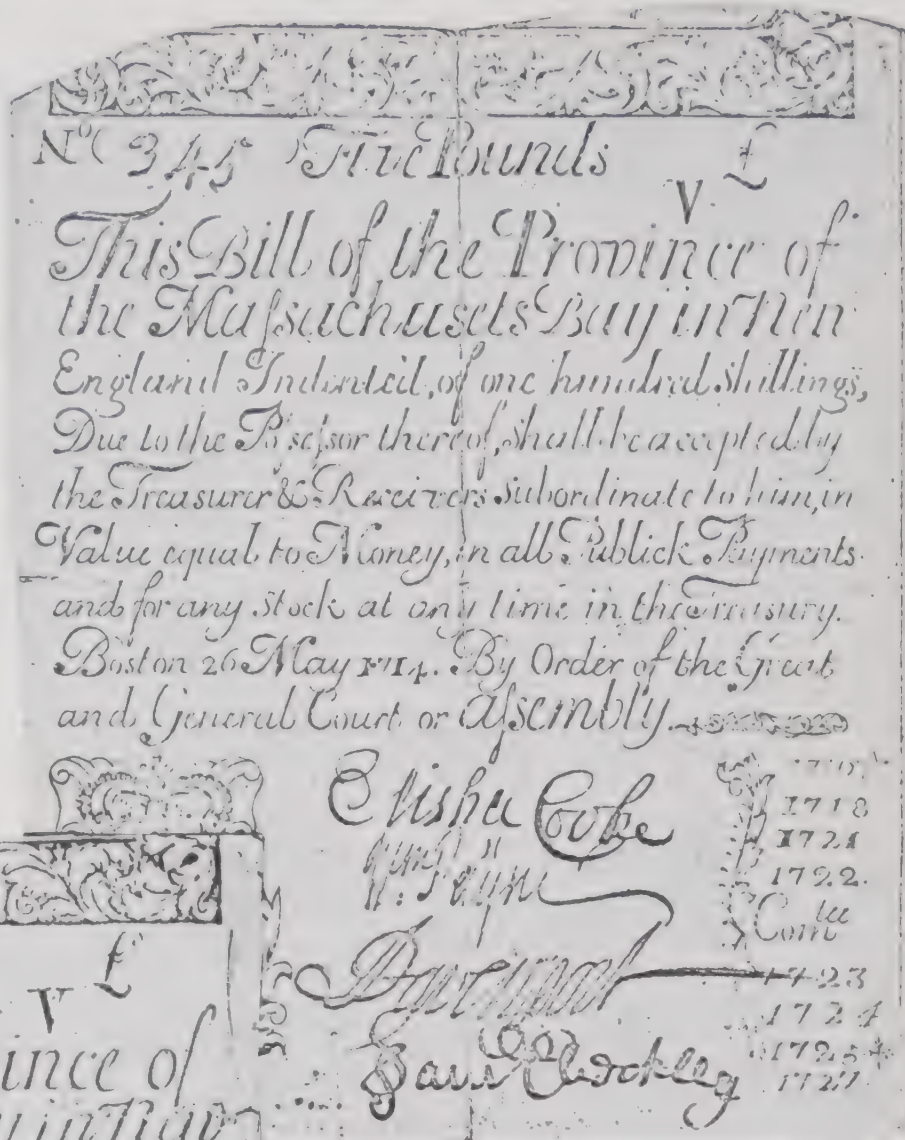 No 345 Five Pounds
V £
This Bill of the Province of
the Massachusets Bay in New
England Indented, of one hundred Shillings,
Due to the Possessor thereof, Shall be accepted by
the Treasurer & Receivers subordinate to him, in
Value equal to Money, in all Publick Payments
and for any Stock at any time in the Treasury.
Boston 26 May 1714. By Order of the Great
and General Court or assembly.
Elisha Cooke
1718
1721
1722.
Comtee
1723
1724
1725
1727
£
V
ince of
y in New